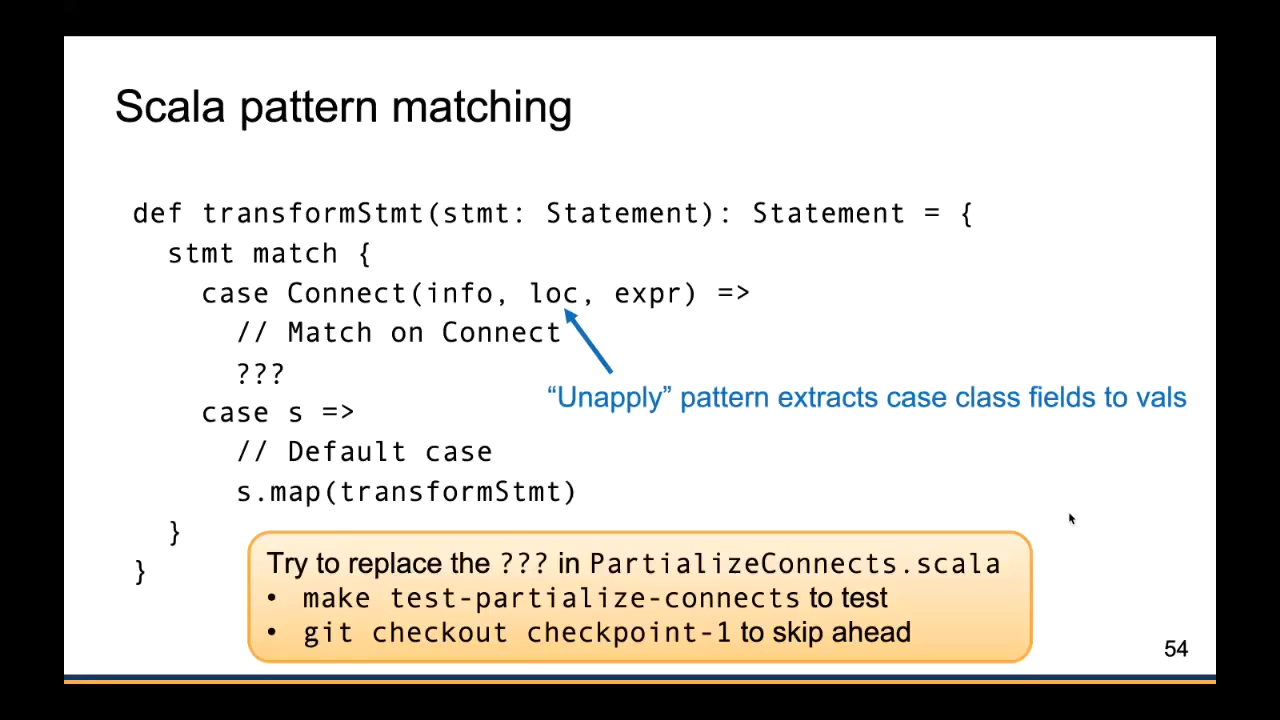 Scala pattern matching
def transformStmt(stmt: Statement): Statement = {
stmt match {
case Connect(info, loc, expr) =>
// Match on Connect
???
“Unapply” pattern extracts case class fields to vals
case s =>
// Default case
s.map(transformStmt)
}
}
Try to replace the ??? in PartializeConnects.scala
• make test-partialize-connects to test
• git checkout checkpoint-1 to skip ahead
54